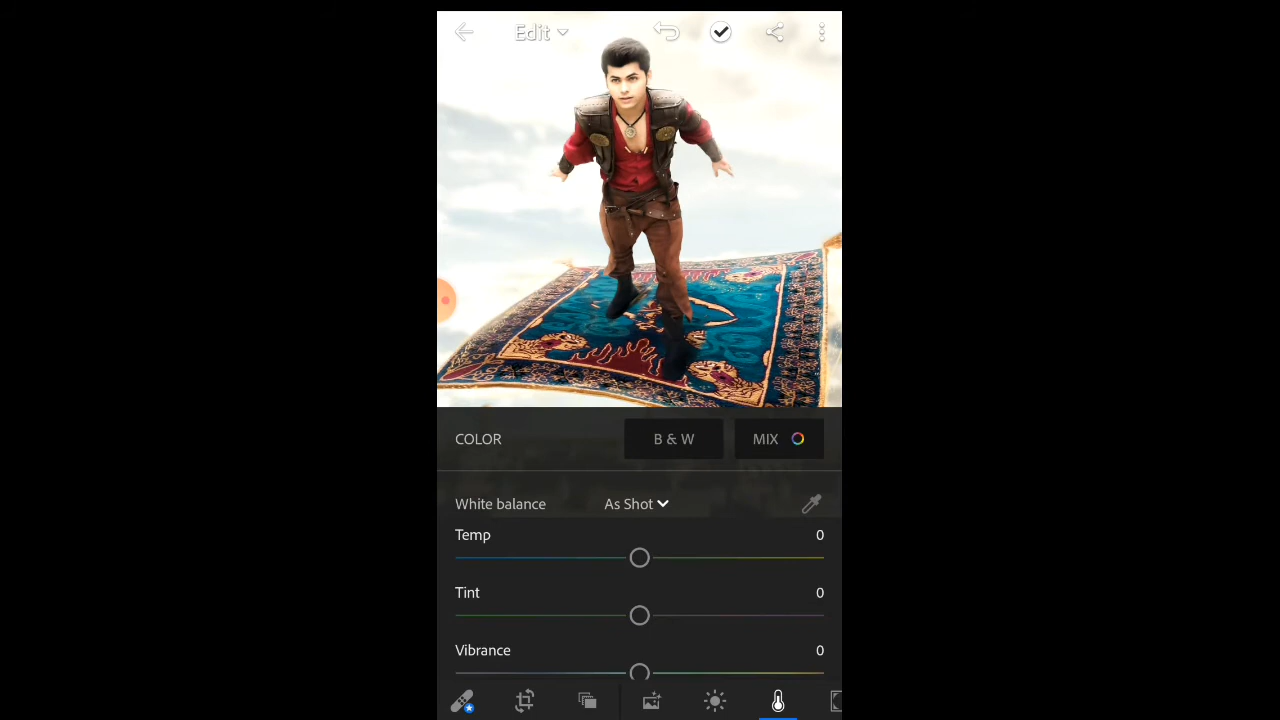 Edit
COLOR B & W MIX
White balance As Shot
Temp 0
Tint 0
Vibrance 0